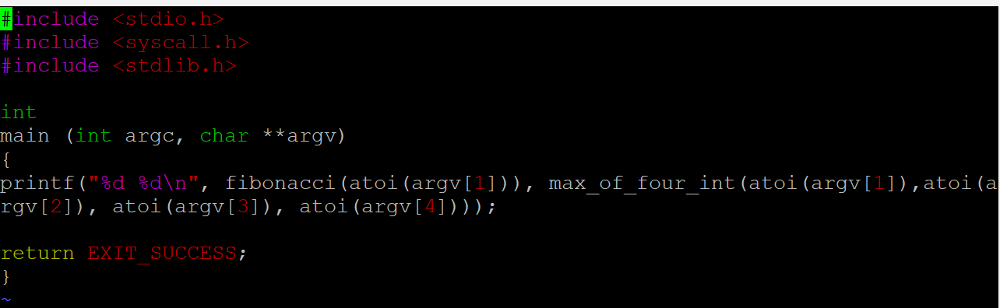 #include <stdio.h>
#include <syscall.h>
#include <stdlib.h>

int
main (int argc, char **argv)
{
printf("%d %d\n", fibonacci(atoi(argv[1])), max_of_four_int(atoi(argv[1]),atoi(a
rgv[2]), atoi(argv[3]), atoi(argv[4])));

return EXIT_SUCCESS;
}
~